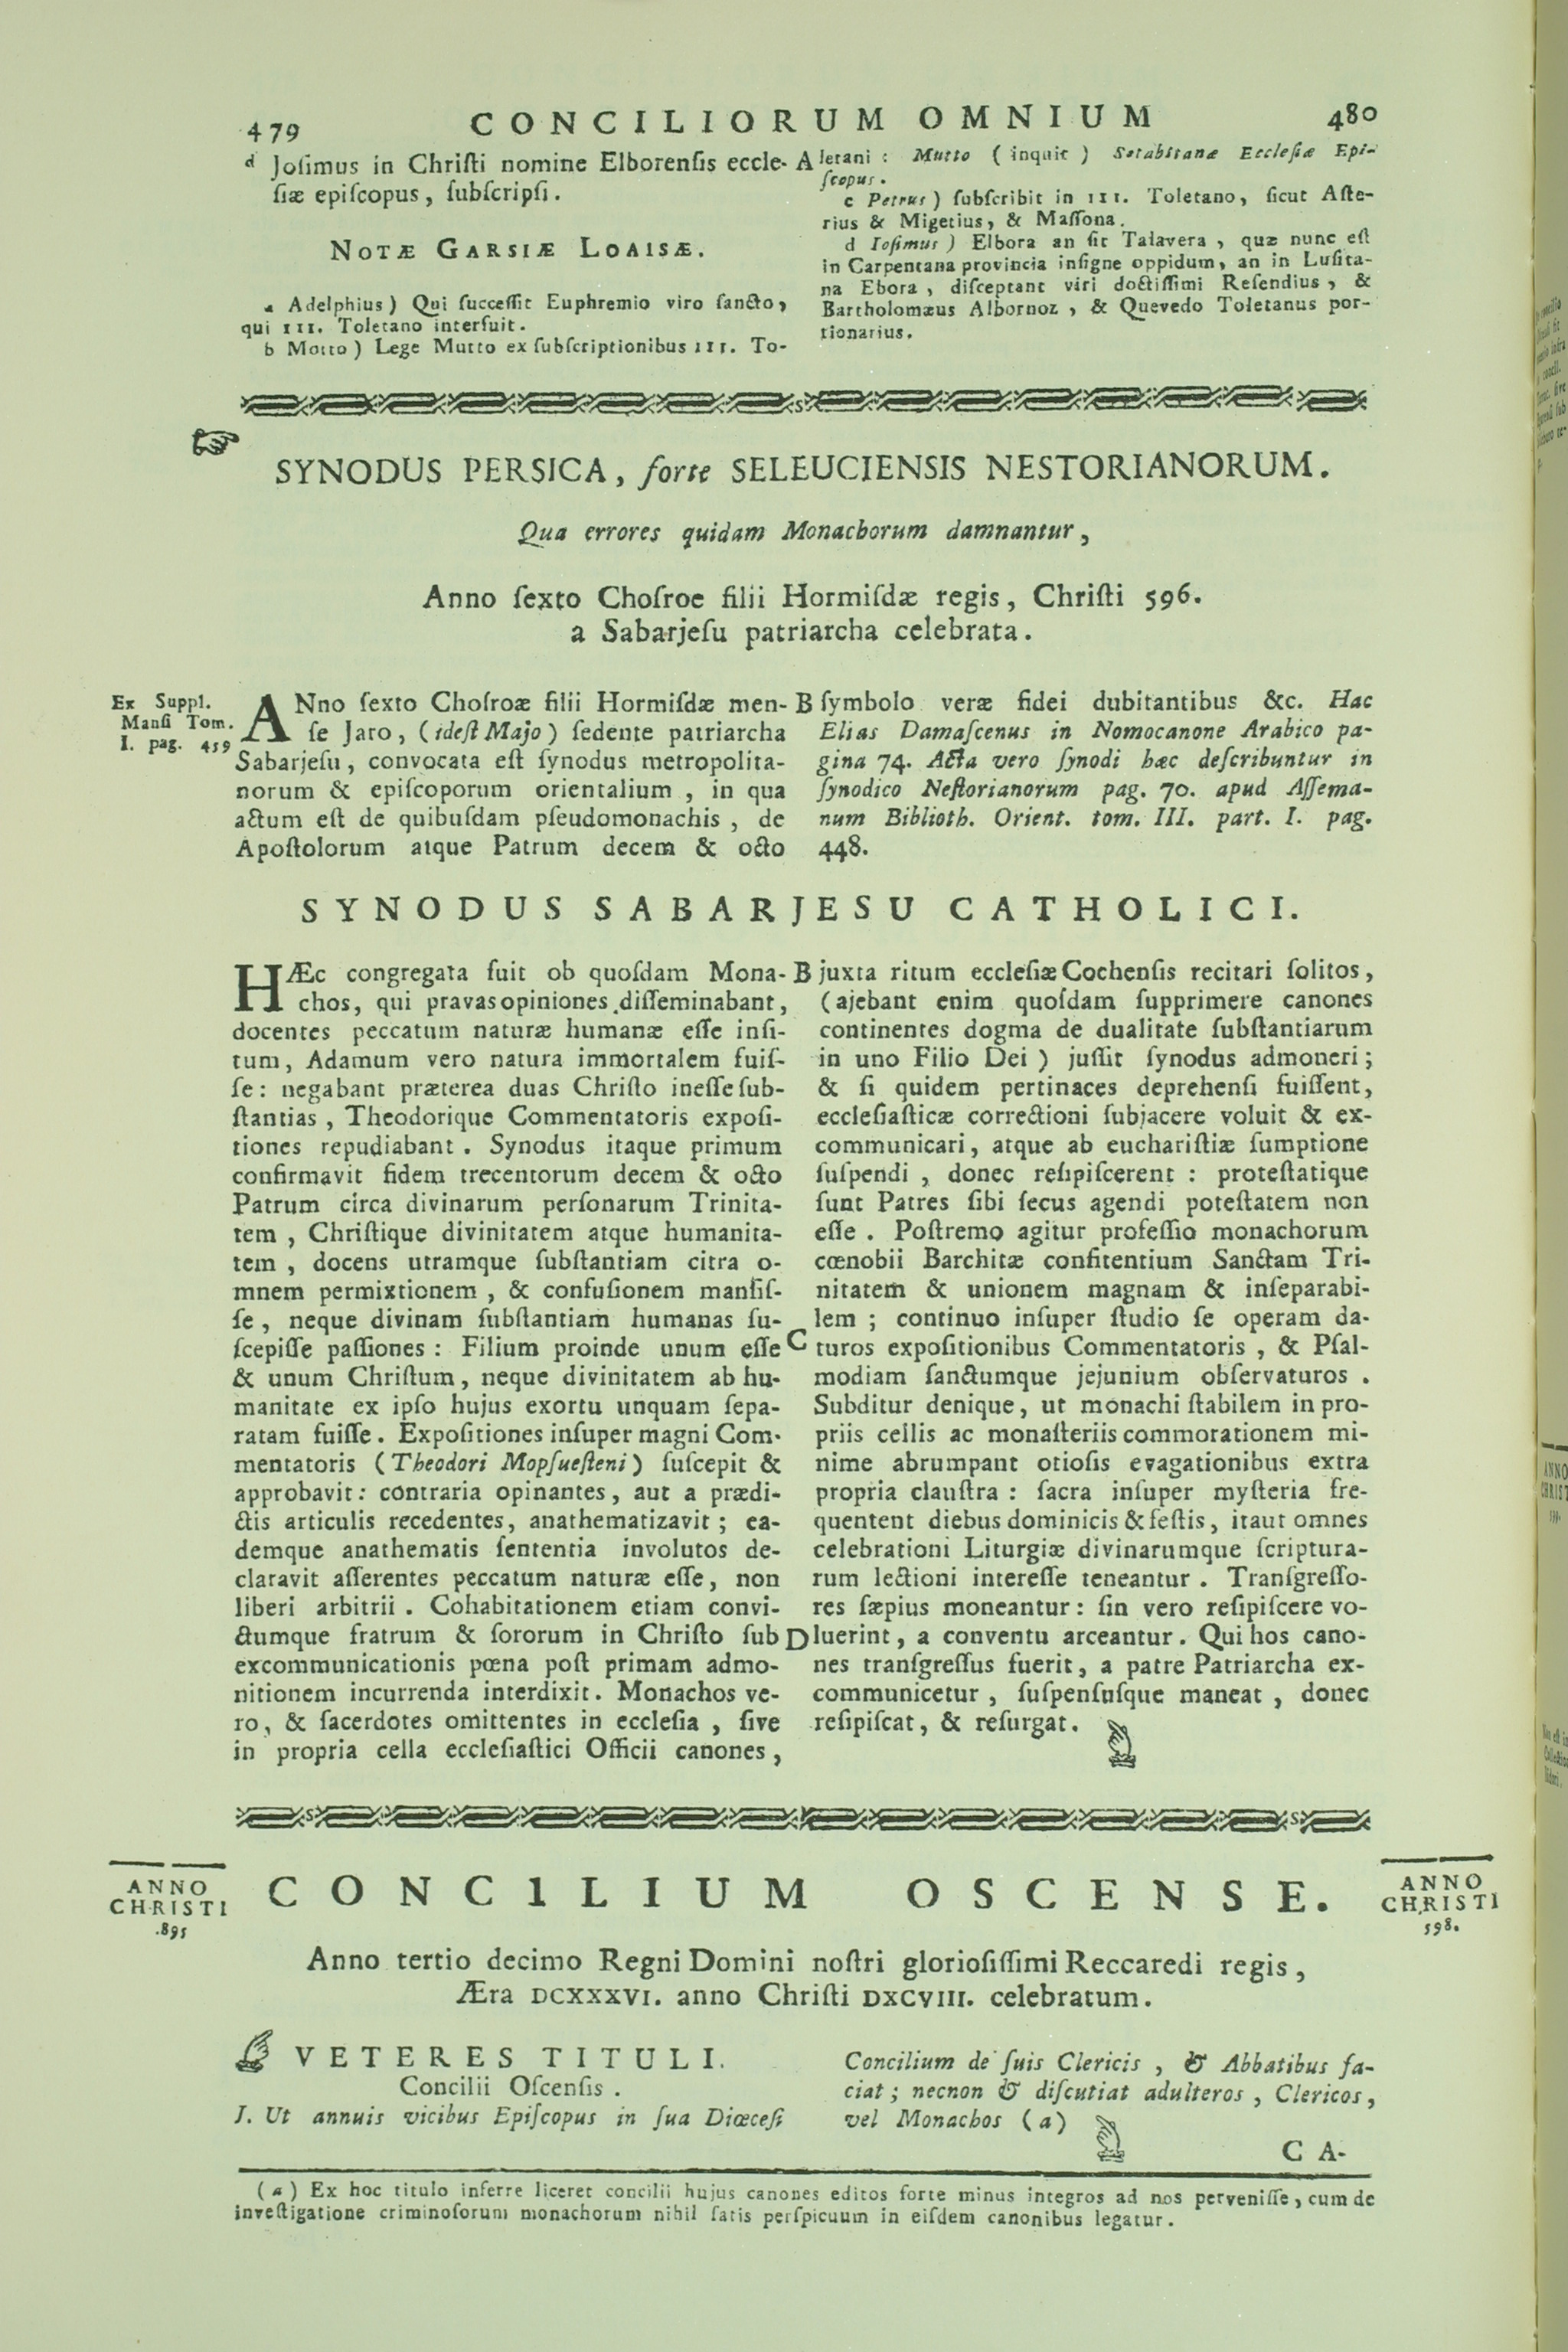 479
CONCILIORUM OMNIUM
480
d Joſimus in Chriſti nomine Elborenſis eccle-
ſiæ epiſcopus, ſubſcripſi.
NOTÆ GARSIÆ LOAISÆ.
a Adelphius) Qui ſucceſſit Euphremio viro ſancto,
qui III. Toletano interfuit.
b Motto) Lege Mutto ex ſubſcriptionibus III. To-
A
letani : Mutto ( inquit ) Setabitanæ Eccleſiæ Epi-
ſcopus.
c Petrus) ſubſcribit in III. Toletano, ſicut Aſte-
rius & Migetius, & Maſſona.
d Ioſimus) Elbora an ſit Talavera, quæ nunc eſt
in Carpentana provincia inſigne oppidum, an in Luſita-
na Ebora, diſceptant viri doctiſſimi Reſendius, &
Bartholomæus Albornoz, & Quevedo Toletanus por-
tionarius.
SYNODUS PERSICA, forte SELEUCIENSIS NESTORIANORUM.
Qua errores quidam Monachorum damnantur,
Anno ſexto Choſroe filii Hormiſdæ regis, Chriſti 596.
a Sabarjeſu patriarcha celebrata.
Ex Suppl.
Manſi Tom.
I. pag. 459
ANno ſexto Choſroæ filii Hormiſdæ men-
ſe Jaro, (ideſt Majo) ſedente patriarcha
Sabarjeſu, convocata eſt ſynodus metropolita-
norum & epiſcoporum orientalium, in qua
actum eſt de quibuſdam pſeudomonachis, de
Apoſtolorum atque Patrum decem & octo
B
ſymbolo veræ fidei dubitantibus &c. Hac
Elias Damaſcenus in Nomocanone Arabico pa-
gina 74. Acta vero ſynodi hæc deſcribuntur in
ſynodico Neſtorianorum pag. 70. apud Aſſema-
num Biblioth. Orient. tom. III. part. I. pag.
448.
SYNODUS SABARJESU CATHOLICI.
HÆc congregata fuit ob quoſdam Mona-
chos, qui pravas opiniones diſſeminabant,
docentes peccatum naturæ humanæ eſſe inſi-
tum, Adamum vero natura immortalem fuiſ-
ſe: negabant præterea duas Chriſto ineſſe ſub-
ſtantias, Theodorique Commentatoris expoſi-
tiones repudiabant. Synodus itaque primum
confirmavit fidem trecentorum decem & octo
Patrum circa divinarum perſonarum Trinita-
tem, Chriſtique divinitatem atque humanita-
tem, docens utramque ſubſtantiam citra o-
mnem permixtionem, & confuſionem manſiſ-
ſe, neque divinam ſubſtantiam humanas ſu-
ſcepiſſe paſſiones: Filium proinde unum eſſe
& unum Chriſtum, neque divinitatem ab hu-
manitate ex ipſo hujus exortu unquam ſepa-
ratam fuiſſe. Expoſitiones inſuper magni Com-
mentatoris (Theodori Mopſueſteni) ſuſcepit &
approbavit: contraria opinantes, aut a prædi-
ctis articulis recedentes, anathematizavit; ea-
demque anathematis ſententia involutos de-
claravit aſſerentes peccatum naturæ eſſe, non
liberi arbitrii. Cohabitationem etiam convi-
ctumque fratrum & ſororum in Chriſto ſub
excommunicationis pœna poſt primam admo-
nitionem incurrenda interdixit. Monachos ve-
ro, & ſacerdotes omittentes in eccleſia, ſive
in propria cella eccleſiaſtici Officii canones,
B
juxta ritum eccleſiæ Cochenſis recitari ſolitos,
(ajebant enim quoſdam ſupprimere canones
continentes dogma de dualitate ſubſtantiarum
in uno Filio Dei) juſſit ſynodus admoneri;
& ſi quidem pertinaces deprehenſi fuiſſent,
eccleſiaſticæ correctioni ſubjacere voluit & ex-
communicari, atque ab euchariſtiæ ſumptione
ſuſpendi, donec reſipiſcerent: proteſtatique
ſunt Patres ſibi ſecus agendi poteſtatem non
eſſe. Poſtremo agitur profeſſio monachorum
cœnobii Barchitæ confitentium Sanctam Tri-
nitatem & unionem magnam & inſeparabi-
lem; continuo inſuper ſtudio ſe operam da-
C
turos expoſitionibus Commentatoris, & Pſal-
modiam ſanctumque jejunium obſervaturos.
Subditur denique, ut monachi ſtabilem in pro-
priis cellis ac monaſteriis commorationem mi-
nime abrumpant otioſis evagationibus extra
propria clauſtra: ſacra inſuper myſteria fre-
quentent diebus dominicis & feſtis, itaut omnes
celebrationi Liturgiæ divinarumque ſcriptura-
rum lectioni intereſſe teneantur. Tranſgreſſo-
res ſæpius moneantur: ſin vero reſipiſcere vo-
D
luerint, a conventu arceantur. Qui hos cano-
nes tranſgreſſus fuerit, a patre Patriarcha ex-
communicetur, ſuſpenſuſque maneat, donec
reſipiſcat, & reſurgat.
ANNO
CHRISTI
.895
CONC1LIUM OSCENSE.
ANNO
CHRISTI
598.
Anno tertio decimo Regni Domini noſtri glorioſiſſimi Reccaredi regis,
Æra DCXXXVI. anno Chriſti DXCVIII. celebratum.
VETERES TITULI.
Concilii Oſcenſis.
I. Ut annuis vicibus Epiſcopus in ſua Diœceſi
Concilium de ſuis Clericis, & Abbatibus fa-
ciat; necnon & diſcutiat adulteros, Clericos,
vel Monachos (a)
CA-
(a) Ex hoc titulo inferre liceret concilii hujus canones editos forte minus integros ad nos perveniſſe, cum de
inveſtigatione criminoſorum monachorum nihil ſatis perſpicuum in eiſdem canonibus legatur.